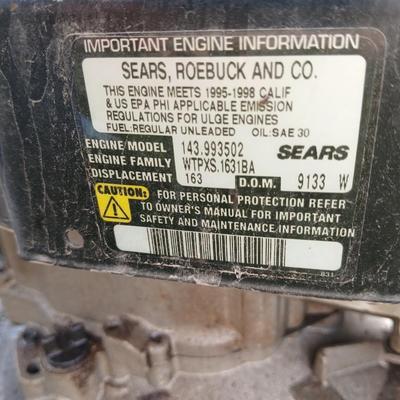 IMPORTANT ENGINE INFORMATION
SEARS, ROEBUCK AND CO.
THIS ENGINE MEETS 1995-1998 CALIF
& US EPA PHI APPLICABLE EMISSION
REGULATIONS FOR ULGE ENGINES
FUEL:REGULAR UNLEADED OIL:SAE 30
ENGINE/MODEL 143.993502 SEARS
ENGINE FAMILY WTPXS.1631BA
DISPLACEMENT 163 D.O.M. 9133 W
CAUTION: FOR PERSONAL PROTECTION REFER
TO OWNER'S MANUAL FOR IMPORTANT
SAFETY AND MAINTENANCE INFORMATION
831